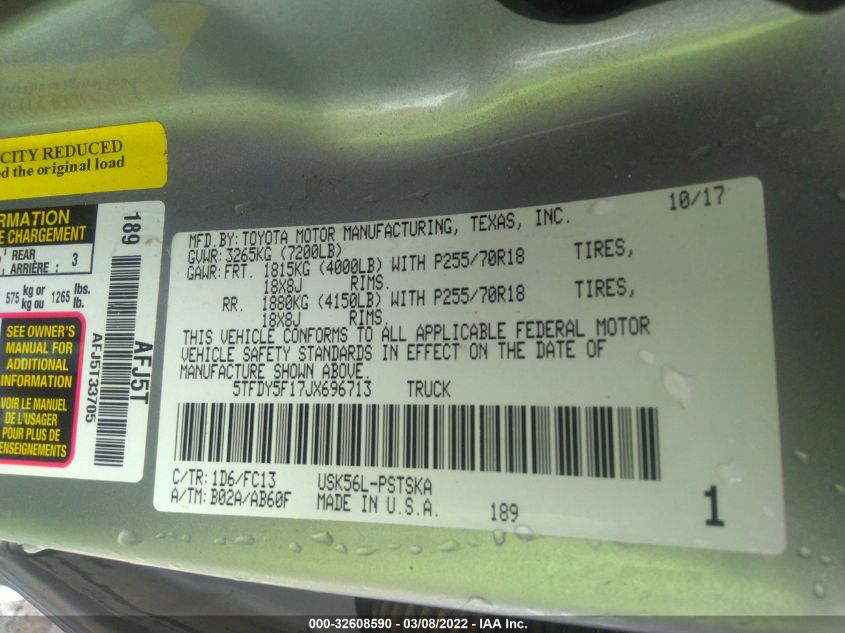 CITY REDUCED
the original load
RMATION
E CHARGEMENT
REAR
ARRIÈRE : 3
575 kg or
kg ou 1265 lbs.
lb.
SEE OWNER'S
MANUAL FOR
ADDITIONAL
INFORMATION
VOIR LE MANUEL
DE L'USAGER
POUR PLUS DE
ENSEIGNEMENTS
189
AFJ5T
AFJ5T33705
10/17
MFD.BY:TOYOTA MOTOR MANUFACTURING, TEXAS, INC.
GVWR:3265KG (7200LB)
GAWR:FRT. 1815KG (4000LB) WITH P255/70R18 TIRES,
18X8J RIMS.
RR. 1880KG (4150LB) WITH P255/70R18 TIRES,
18X8J RIMS.
THIS VEHICLE CONFORMS TO ALL APPLICABLE FEDERAL MOTOR
VEHICLE SAFETY STANDARDS IN EFFECT ON THE DATE OF
MANUFACTURE SHOWN ABOVE.
5TFDY5F17JX696713 TRUCK
C/TR:1D6/FC13 USK56L-PSTSKA
A/TM:B02A/AB60F MADE IN U.S.A. 189 1
000-32608590 - 03/08/2022 - IAA Inc.